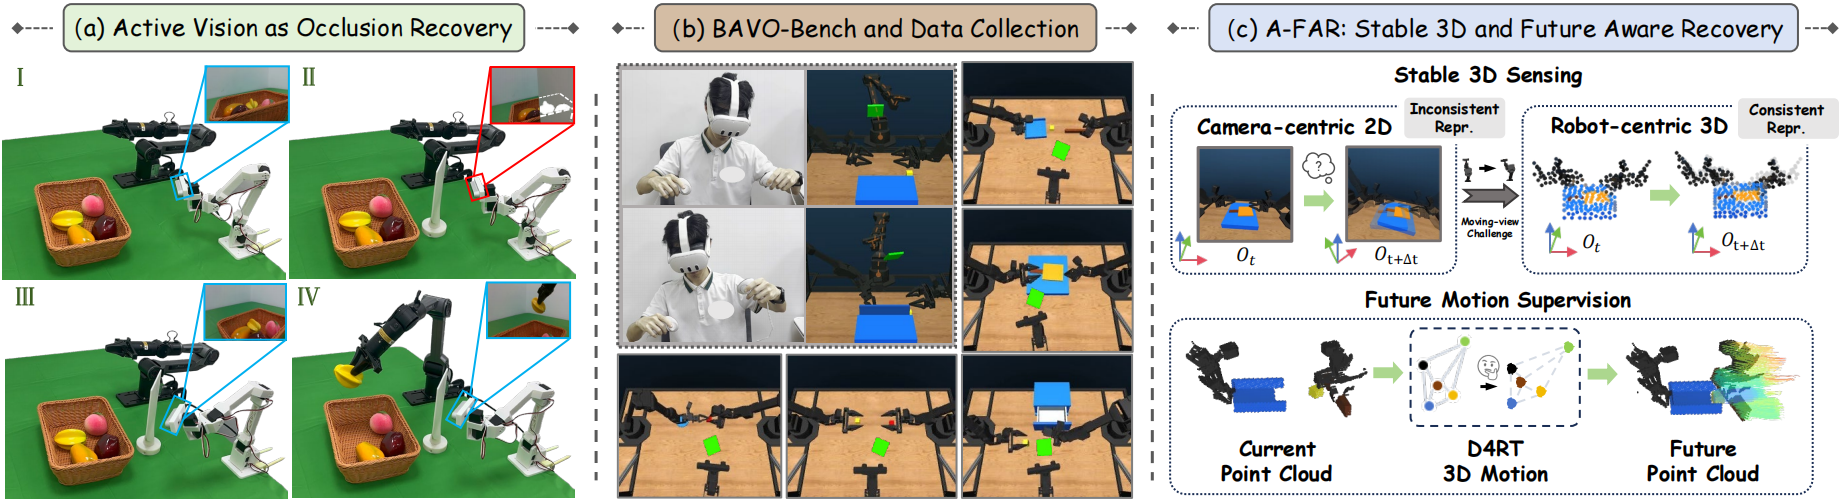 (a) Active Vision as Occlusion Recovery
I
II
III
IV
(b) BAVO-Bench and Data Collection
(c) A-FAR: Stable 3D and Future Aware Recovery
Stable 3D Sensing
Camera-centric 2D
Inconsistent
Repr.
?
O_t
O_{t+Δt}
Moving-view
Challenge
Robot-centric 3D
Consistent
Repr.
O_t
O_{t+Δt}
Future Motion Supervision
Current
Point Cloud
D4RT
3D Motion
Future
Point Cloud